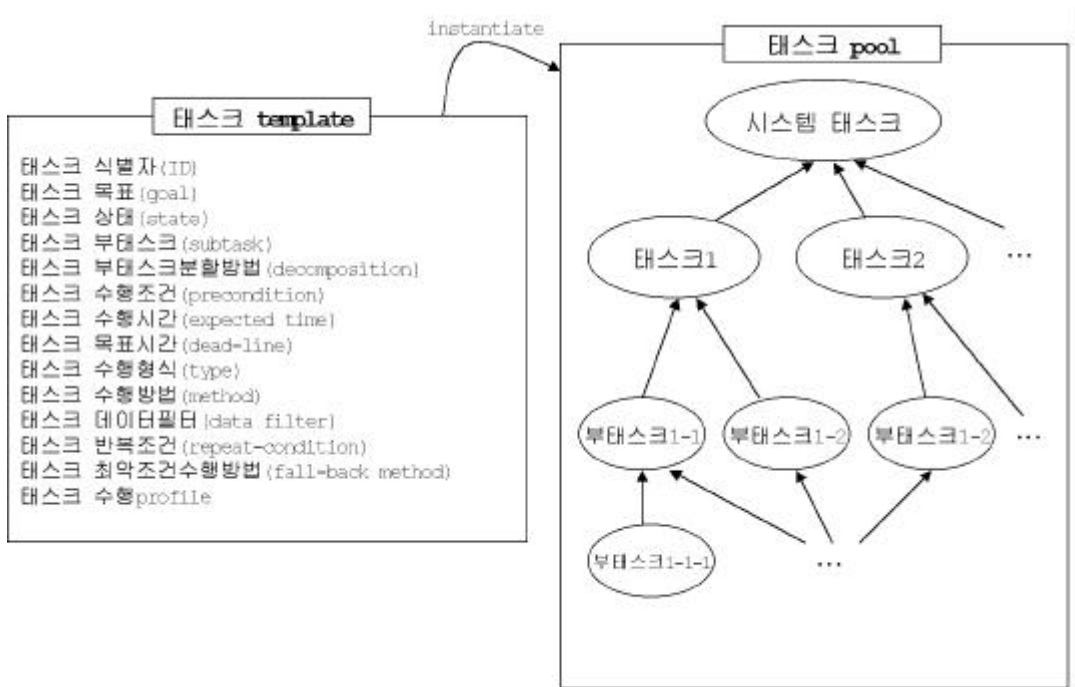 instantiate
태스크 template
태스크 식별자(ID)
태스크 목표(goal)
태스크 상태(state)
태스크 부태스크(subtask)
태스크 부태스크분할방법(decomposition)
태스크 수행조건(precondition)
태스크 수행시간(expected time)
태스크 목표시간(dead-line)
태스크 수행형식(type)
태스크 수행방법(method)
태스크 데이터필터(data filter)
태스크 반복조건(repeat-condition)
태스크 최악조건수행방법(fall-back method)
태스크 수행profile
태스크 pool
시스템 태스크
태스크1
태스크2
...
부태스크1-1
부태스크1-2
부태스크1-2
...
부태스크1-1-1
...